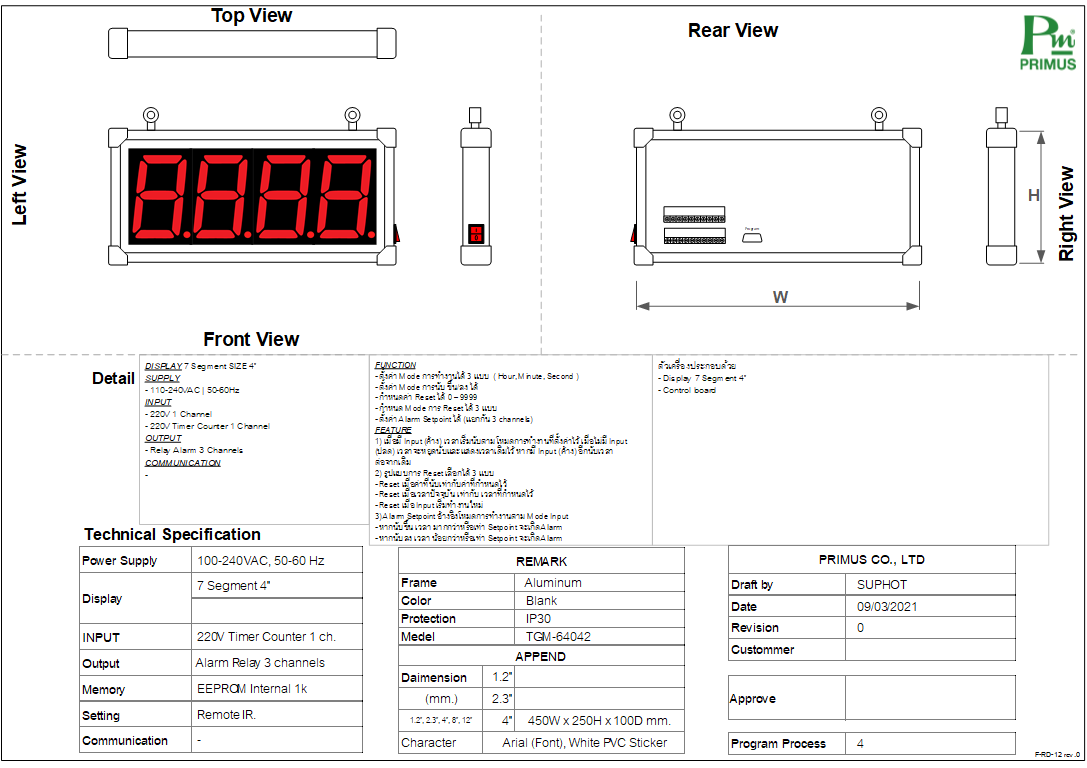 Top View
Rear View
Pm
PRIMUS
Left View
Program
H
Right View
W
Front View
Detail
DISPLAY 7 Segment SIZE 4"
SUPPLY
- 110-240VAC | 50-60Hz
INPUT
- 220V 1 Channel
- 220V Timer Counter 1 Channel
OUTPUT
- Relay Alarm 3 Channels
COMMUNICATION
-
FUNCTION
- ตั้งค่า Mode การทำงานได้ 3 แบบ ( Hour, Minute, Second )
- ตั้งค่า Mode การนับ ขึ้น/ลง ได้
- กำหนดค่า Reset ได้ 0 – 9999
- กำหนด Mode การ Reset ได้ 3 แบบ
- ตั้งค่า Alarm Setpoint ได้ (แยกกัน 3 channels)
FEATURE
1) เมื่อมี Input (ค้าง) เวลาเริ่มนับตามโหมดการทำงานที่ตั้งค่าไว้ เมื่อไม่มี Input
(ปลด) เวลาจะหยุดนับและแสดงเวลาเดิมไว้ หากมี Input (ค้าง) อีกนับเวลา
ต่อจากเดิม
2) รูปแบบการ Reset เลือกได้ 3 แบบ
- Reset เมื่อค่าที่นับเท่ากับค่าที่กำหนดไว้
- Reset เมื่อเวลาปัจจุบัน เท่ากับ เวลาที่กำหนดไว้
- Reset เมื่อ Input เริ่มทำงานใหม่
3) Alarm Setpoint อ้างอิงโหมดการทำงานตาม Mode Input
- หากนับขึ้น เวลา มากกว่าหรือเท่า Setpoint จะเกิด Alarm
- หากนับลง เวลา น้อยกว่าหรือเท่า Setpoint จะเกิด Alarm
ตัวเครื่องประกอบด้วย
- Display 7 Segment 4"
- Control board
Technical Specification
Power Supply 100-240VAC, 50-60 Hz
Display 7 Segment 4"
INPUT 220V Timer Counter 1 ch.
Output Alarm Relay 3 channels
Memory EEPROM Internal 1k
Setting Remote IR.
Communication -
REMARK
Frame Aluminum
Color Blank
Protection IP30
Medel TGM-64042
APPEND
Daimension 1.2"
(mm.) 2.3"
1.2", 2.3", 4", 8", 12" 4" 450W x 250H x 100D mm.
Character Arial (Font), White PVC Sticker
PRIMUS CO., LTD
Draft by SUPHOT
Date 09/03/2021
Revision 0
Custommer
Approve
Program Process 4
F-RD-12 rev.0